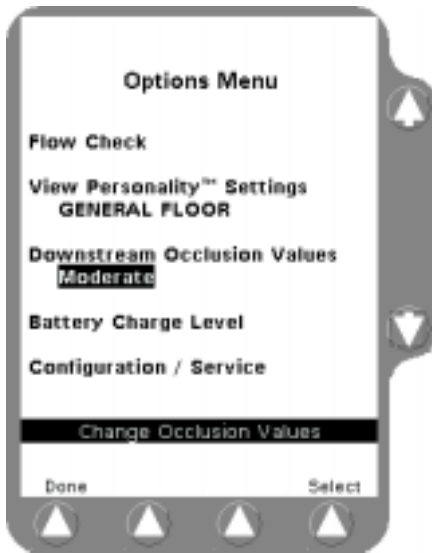 Options Menu
Flow Check
View Personality™ Settings
GENERAL FLOOR
Downstream Occlusion Values
Moderate
Battery Charge Level
Configuration / Service
Change Occlusion Values
Done Select